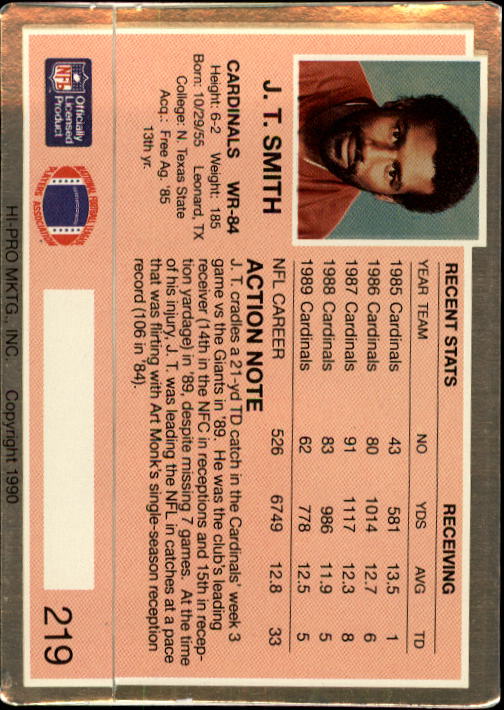 J. T. SMITH
CARDINALS WR-84
Height: 6-2 Weight: 185
Born: 10/29/55 Leonard, TX
College: N. Texas State
Acq.: Free Ag. '85
13th yr.
NFL
Officially
Licensed
Product
NATIONAL FOOTBALL LEAGUE
PLAYERS ASSOCIATION
RECENT STATS RECEIVING
YEAR TEAM NO YDS AVG TD
1985 Cardinals 43 581 13.5 1
1986 Cardinals 80 1014 12.7 6
1987 Cardinals 91 1117 12.3 8
1988 Cardinals 83 986 11.9 5
1989 Cardinals 62 778 12.5 5
NFL CAREER 526 6749 12.8 33
ACTION NOTE
J. T. cradles a 21-yd TD catch in the Cardinals' week 3
game vs the Giants in '89. He was the club's leading
receiver (14th in the NFC in receptions and 15th in recep-
tion yardage) in '89, despite missing 7 games. At the time
of his injury, J. T. was leading the NFL in catches at a pace
that was flirting with Art Monk's single-season reception
record (106 in '84).
219
HI-PRO MKTG., INC. Copyright 1990